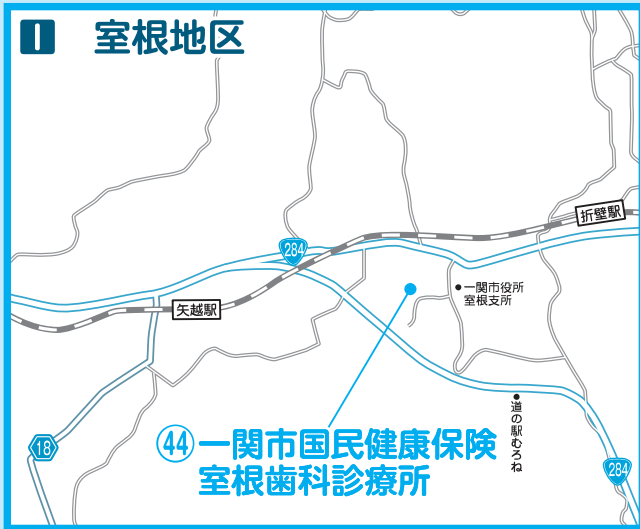 I 室根地区
折壁駅
284
一関市役所
室根支所
矢越駅
道の駅むろね
18
㊹一関市国民健康保険
室根歯科診療所
284